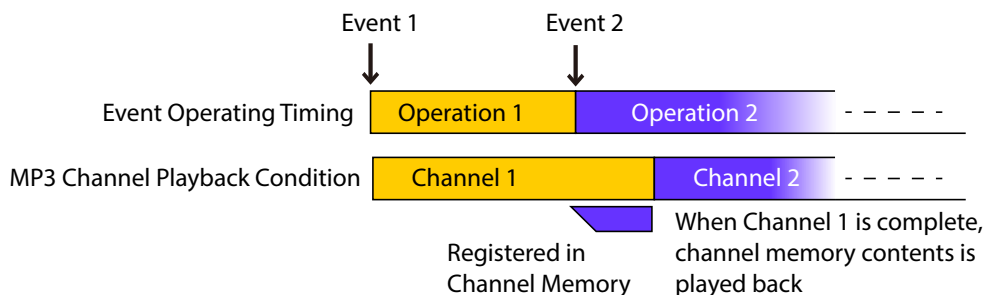 Event 1
Event 2
Event Operating Timing
Operation 1
Operation 2
MP3 Channel Playback Condition
Channel 1
Channel 2
Registered in
Channel Memory
When Channel 1 is complete,
channel memory contents is
played back